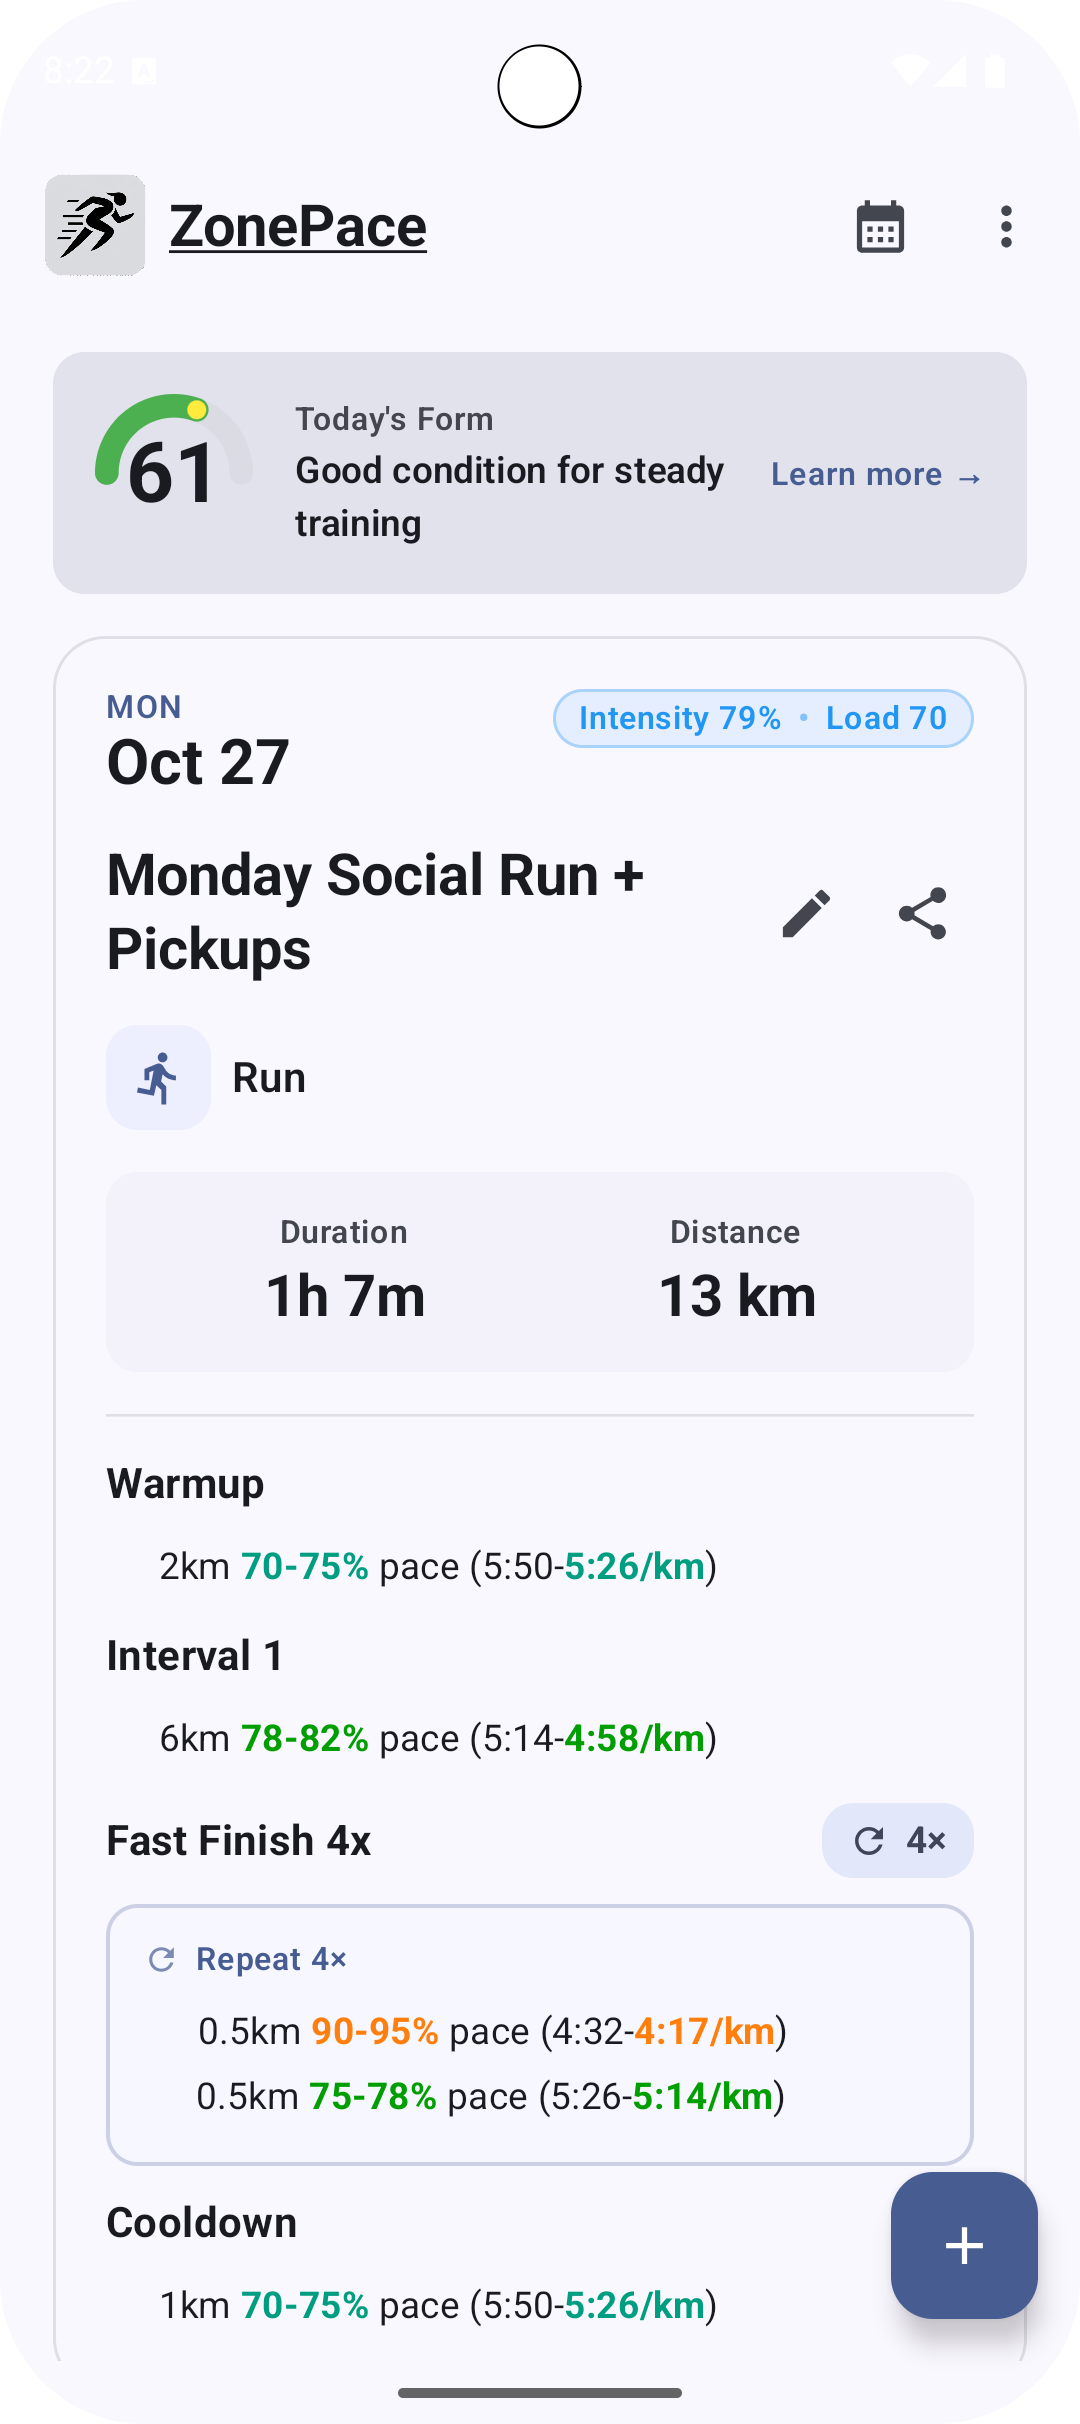 8:22 A
ZonePace
61
Today's Form
Good condition for steady
training
Learn more →
MON
Oct 27
Intensity 79% • Load 70
Monday Social Run +
Pickups
Run
Duration
1h 7m
Distance
13 km
Warmup
2km 70-75% pace (5:50-5:26/km)
Interval 1
6km 78-82% pace (5:14-4:58/km)
Fast Finish 4x
4×
Repeat 4×
0.5km 90-95% pace (4:32-4:17/km)
0.5km 75-78% pace (5:26-5:14/km)
Cooldown
1km 70-75% pace (5:50-5:26/km)
+